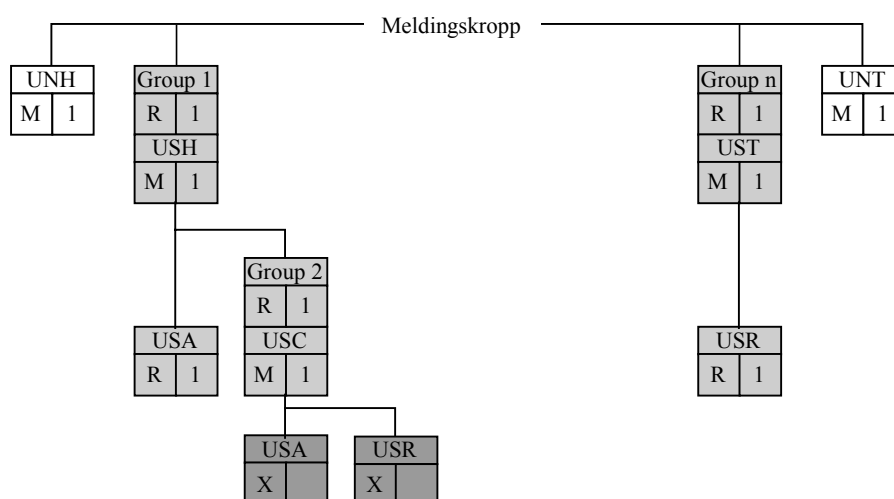 Meldingskropp
UNH Group 1 Group n UNT
M 1 R 1 R 1 M 1
USH UST
M 1 M 1
Group 2
R 1
USA USC USR
R 1 M 1 R 1
USA USR
X X